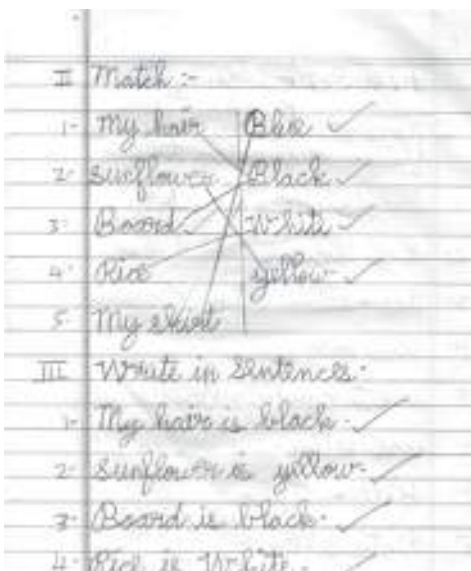 II Match :-
1- My hair Blue
2- Sunflower Black
3- Board White
4- Rice yellow
5- My skirt
III Write in Sentences.
1- My hair is black.
2- Sunflower is yellow.
3- Board is black.
4- Rice is White.